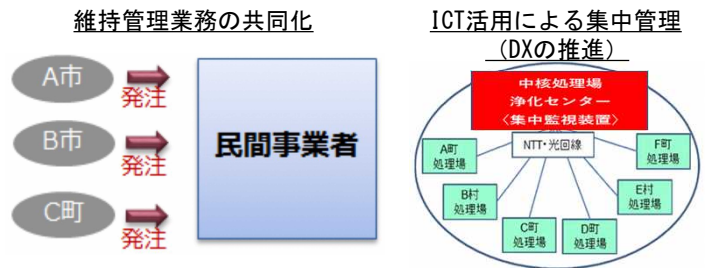 維持管理業務の共同化
A市
発注
B市
発注
C町
発注
民間事業者
ICT活用による集中管理
(DXの推進)
中核処理場
浄化センター
〈集中監視装置〉
NTT・光回線
A町
処理場
B村
処理場
C町
処理場
D町
処理場
E村
処理場
F町
処理場